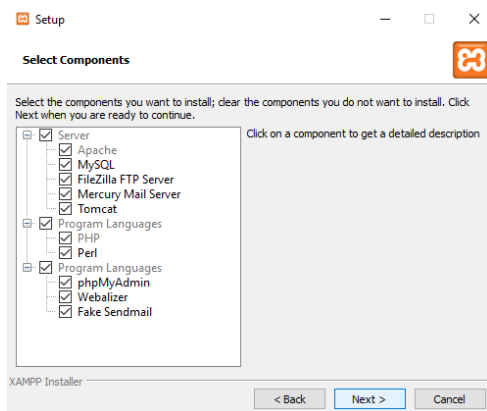 Setup
Select Components
Select the components you want to install; clear the components you do not want to install. Click
Next when you are ready to continue.
Server
Apache
MySQL
FileZilla FTP Server
Mercury Mail Server
Tomcat
Program Languages
PHP
Perl
Program Languages
phpMyAdmin
Webalizer
Fake Sendmail
Click on a component to get a detailed description
XAMPP Installer
< Back
Next >
Cancel